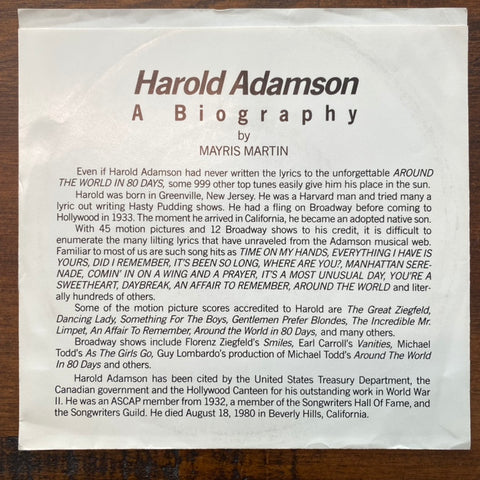 Harold Adamson
A Biography
by
MAYRIS MARTIN
Even if Harold Adamson had never written the lyrics to the unforgettable AROUND
THE WORLD IN 80 DAYS, some 999 other top tunes easily give him his place in the sun.
Harold was born in Greenville, New Jersey. He was a Harvard man and tried many a
lyric out writing Hasty Pudding shows. He had a fling on Broadway before coming to
Hollywood in 1933. The moment he arrived in California, he became an adopted native son.
With 45 motion pictures and 12 Broadway shows to his credit, it is difficult to
enumerate the many lilting lyrics that have unraveled from the Adamson musical web.
Familiar to most of us are such song hits as TIME ON MY HANDS, EVERYTHING I HAVE IS
YOURS, DID I REMEMBER, IT'S BEEN SO LONG, WHERE ARE YOU?, MANHATTAN SERE-
NADE, COMIN' IN ON A WING AND A PRAYER, IT'S A MOST UNUSUAL DAY, YOU'RE A
SWEETHEART, DAYBREAK, AN AFFAIR TO REMEMBER, AROUND THE WORLD and liter-
ally hundreds of others.
Some of the motion picture scores accredited to Harold are The Great Ziegfeld,
Dancing Lady, Something For The Boys, Gentlemen Prefer Blondes, The Incredible Mr.
Limpet, An Affair To Remember, Around the World in 80 Days, and many others.
Broadway shows include Florenz Ziegfeld's Smiles, Earl Carroll's Vanities, Michael
Todd's As The Girls Go, Guy Lombardo's production of Michael Todd's Around The World
In 80 Days and others.
Harold Adamson has been cited by the United States Treasury Department, the
Canadian government and the Hollywood Canteen for his outstanding work in World War
II. He was an ASCAP member from 1932, a member of the Songwriters Hall Of Fame, and
the Songwriters Guild. He died August 18, 1980 in Beverly Hills, California.